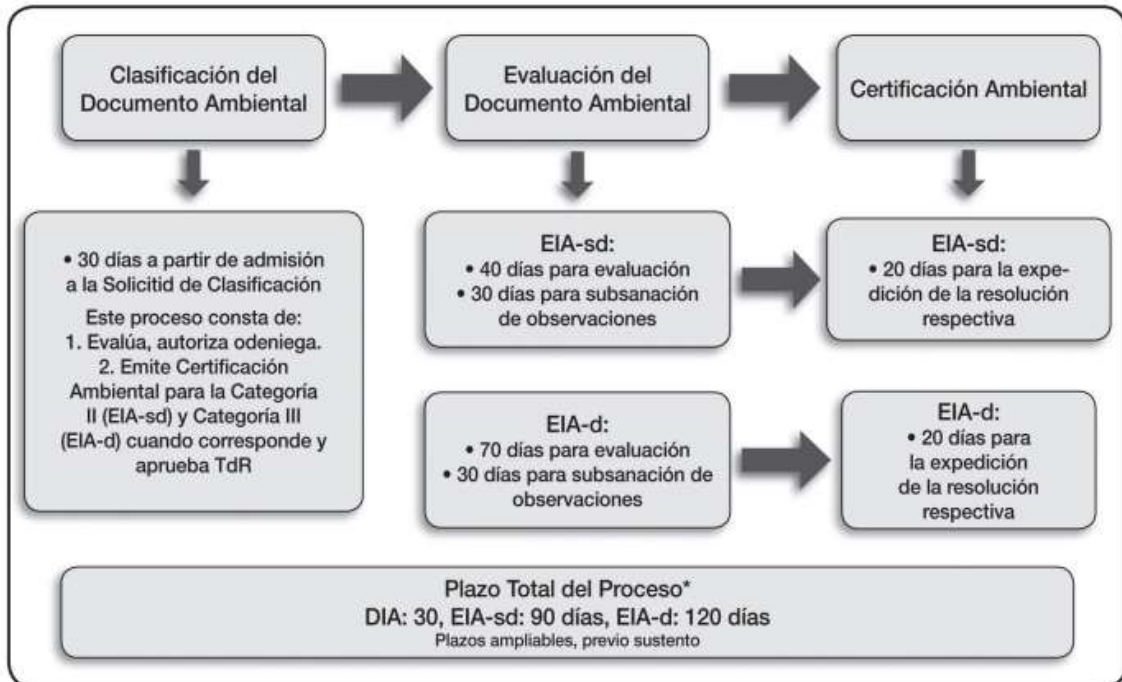 Clasificación del
Documento Ambiental
Evaluación del
Documento Ambiental
Certificación Ambiental
• 30 días a partir de admisión
a la Solicitid de Clasificación
Este proceso consta de:
1. Evalúa, autoriza odeniega.
2. Emite Certificación
Ambiental para la Categoría
II (EIA-sd) y Categoría III
(EIA-d) cuando corresponde y
aprueba TdR
EIA-sd:
• 40 días para evaluación
• 30 días para subsanación
de observaciones
EIA-sd:
• 20 días para la expe-
dición de la resolución
respectiva
EIA-d:
• 70 días para evaluación
• 30 días para subsanación de
observaciones
EIA-d:
• 20 días para
la expedición
de la resolución
respectiva
Plazo Total del Proceso*
DIA: 30, EIA-sd: 90 días, EIA-d: 120 días
Plazos ampliables, previo sustento